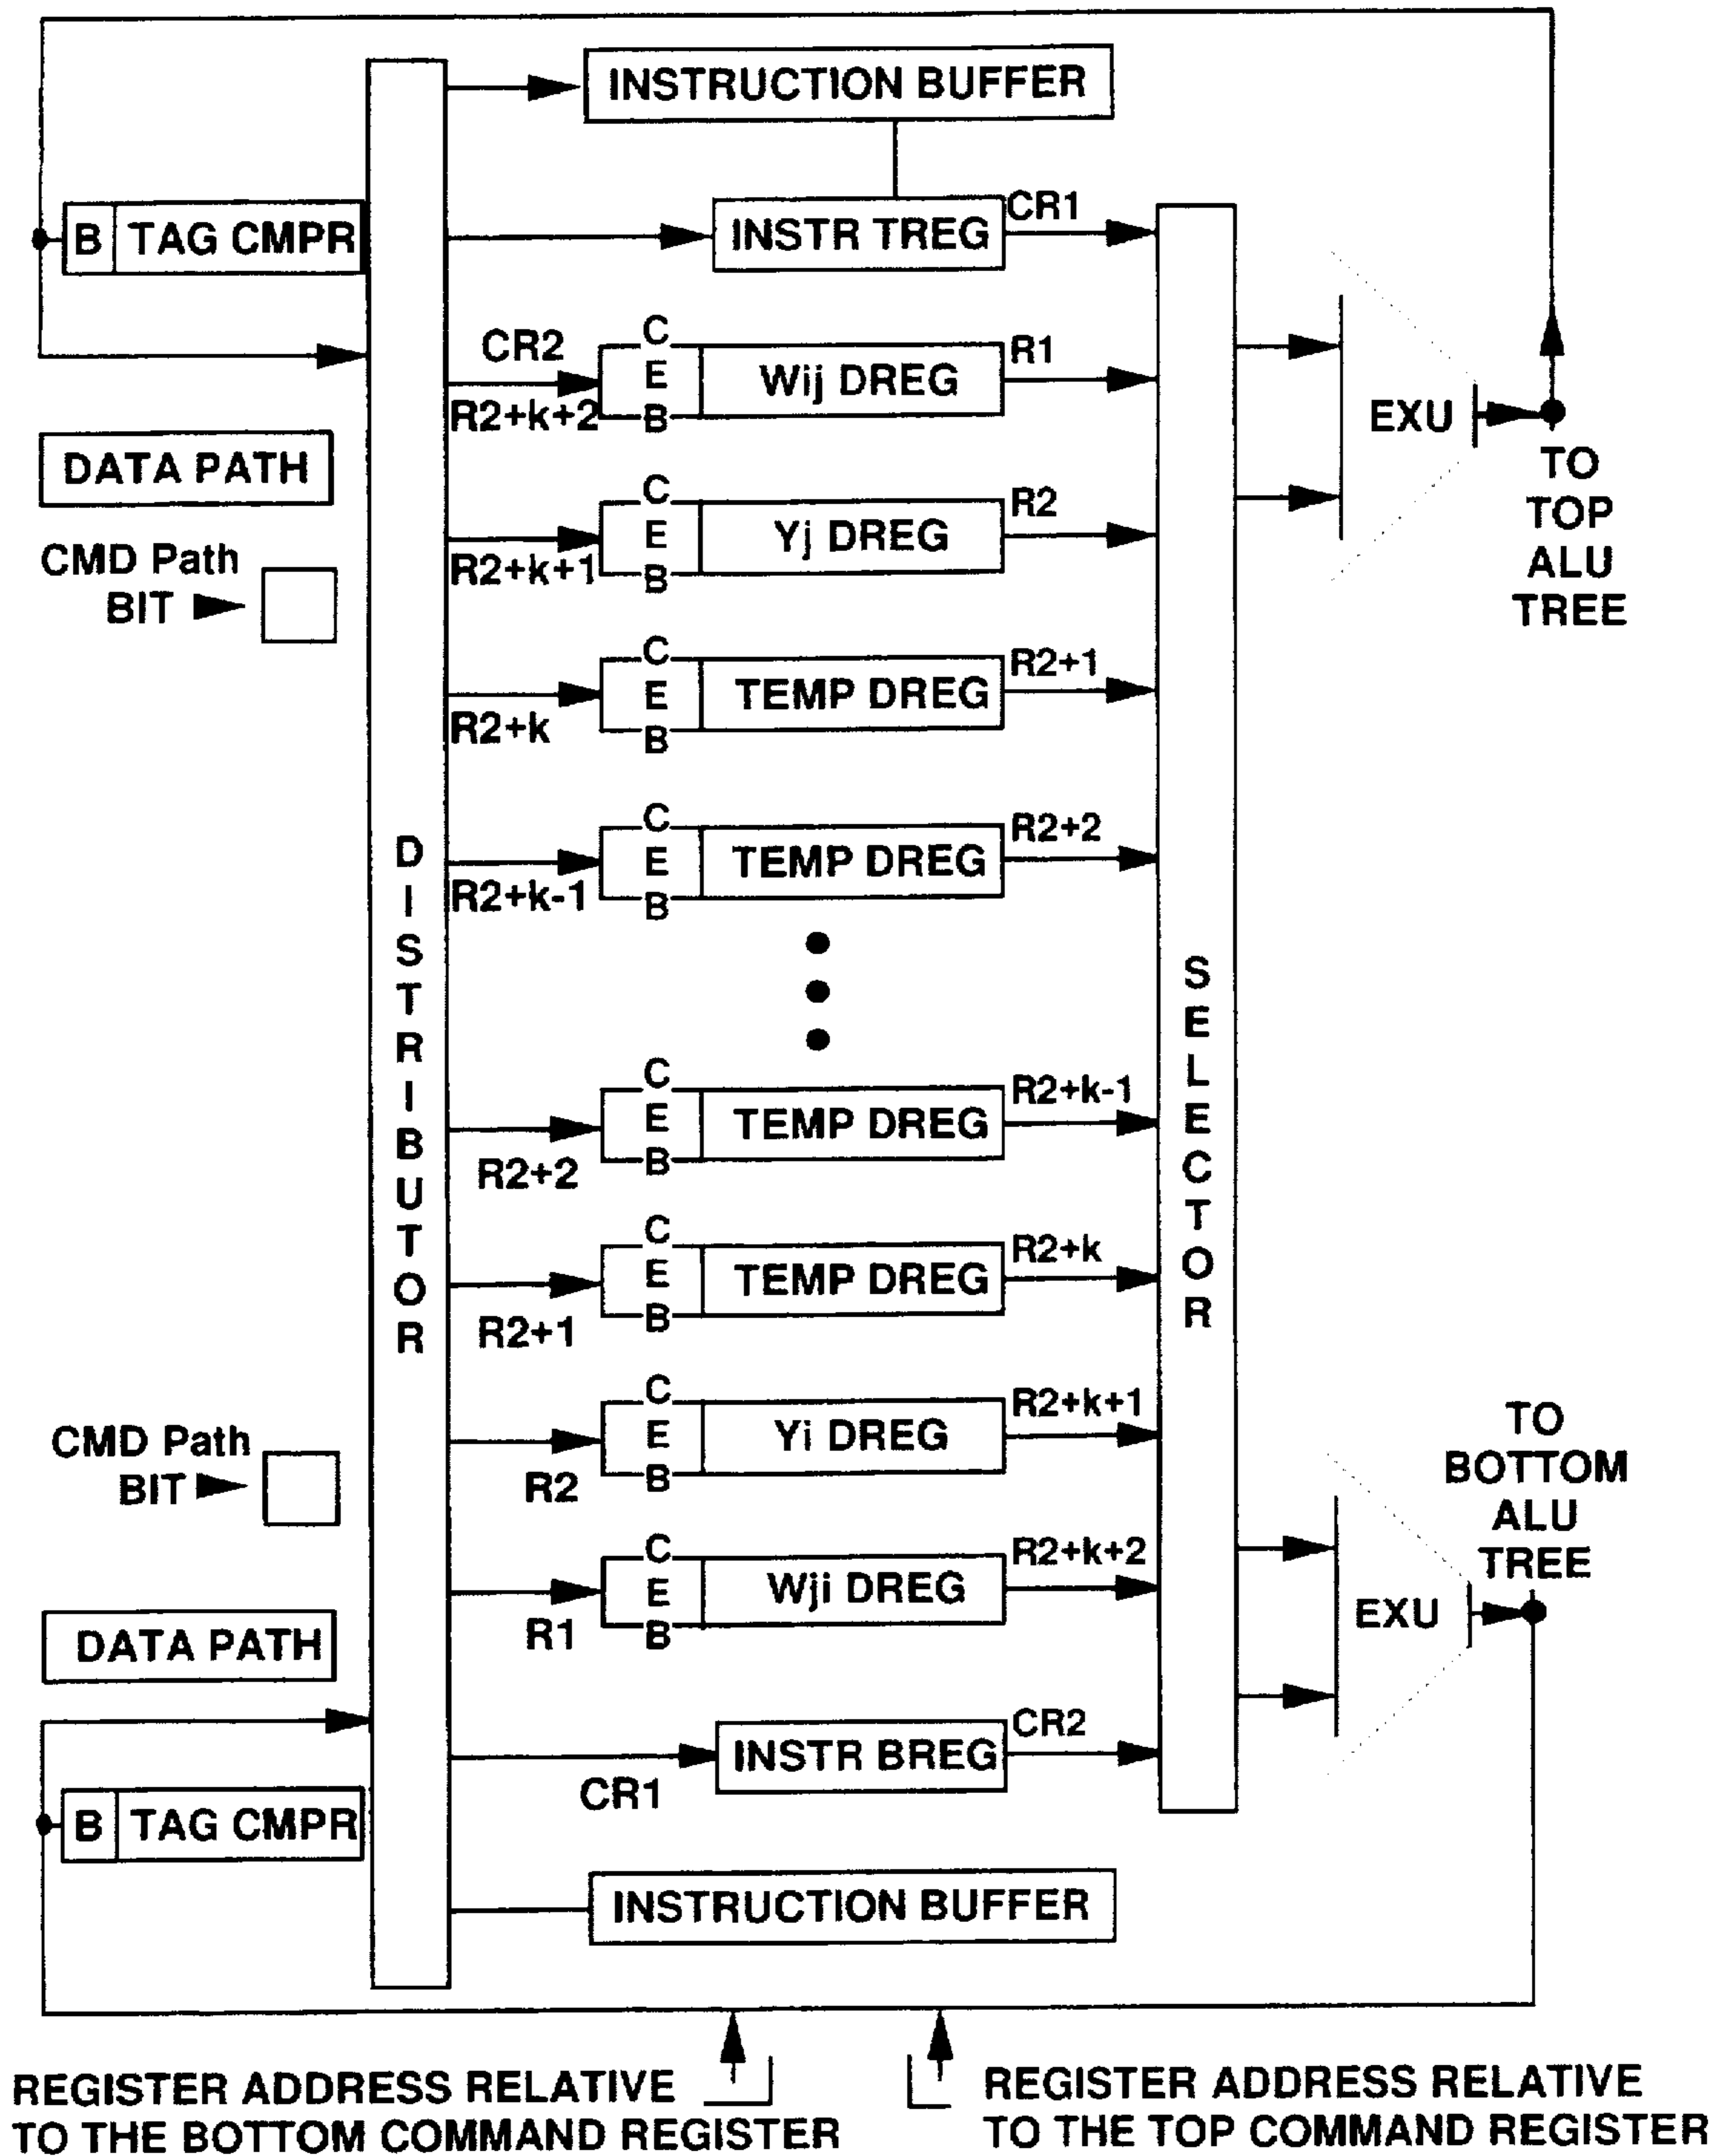 INSTRUCTION BUFFER
B TAG CMPR
INSTR TREG
CR1
CR2
R2+k+2
C
E
B
Wij DREG
R1
DATA PATH
EXU
TO
TOP
ALU
TREE
R2+k+1
C
E
B
Yj DREG
R2
CMD Path
BIT
R2+k
C
E
B
TEMP DREG
R2+1
R2+k-1
C
E
B
TEMP DREG
R2+2
DISTRIBUTOR
SELECTOR
R2+2
C
E
B
TEMP DREG
R2+k-1
R2+1
C
E
B
TEMP DREG
R2+k
R2
C
E
B
Yi DREG
R2+k+1
CMD Path
BIT
TO
BOTTOM
ALU
TREE
R1
C
E
B
Wji DREG
R2+k+2
EXU
DATA PATH
CR1
INSTR BREG
CR2
B TAG CMPR
INSTRUCTION BUFFER
REGISTER ADDRESS RELATIVE
TO THE BOTTOM COMMAND REGISTER
REGISTER ADDRESS RELATIVE
TO THE TOP COMMAND REGISTER